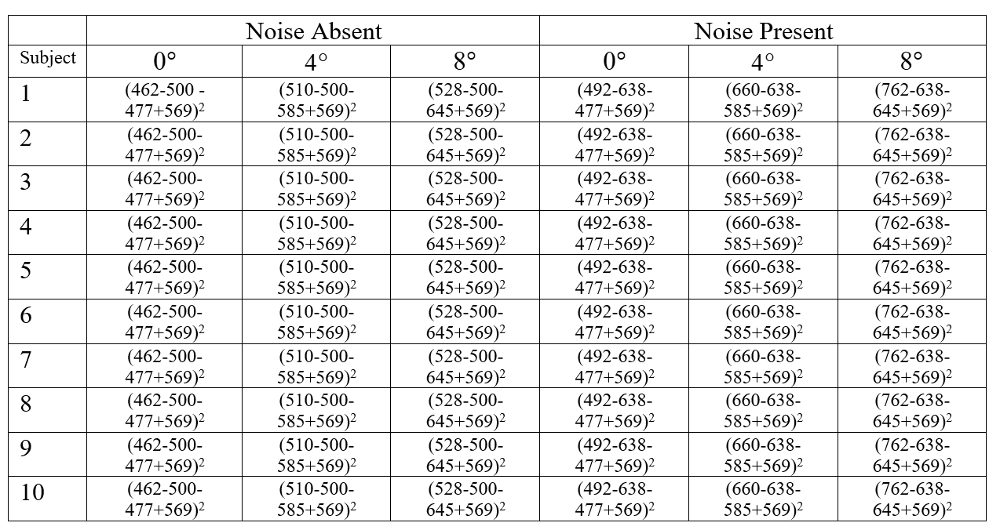 Noise Absent Noise Present
Subject 0° 4° 8° 0° 4° 8°
1 (462-500 - (510-500- (528-500- (492-638- (660-638- (762-638-
477+569)² 585+569)² 645+569)² 477+569)² 585+569)² 645+569)²
2 (462-500- (510-500- (528-500- (492-638- (660-638- (762-638-
477+569)² 585+569)² 645+569)² 477+569)² 585+569)² 645+569)²
3 (462-500- (510-500- (528-500- (492-638- (660-638- (762-638-
477+569)² 585+569)² 645+569)² 477+569)² 585+569)² 645+569)²
4 (462-500- (510-500- (528-500- (492-638- (660-638- (762-638-
477+569)² 585+569)² 645+569)² 477+569)² 585+569)² 645+569)²
5 (462-500- (510-500- (528-500- (492-638- (660-638- (762-638-
477+569)² 585+569)² 645+569)² 477+569)² 585+569)² 645+569)²
6 (462-500- (510-500- (528-500- (492-638- (660-638- (762-638-
477+569)² 585+569)² 645+569)² 477+569)² 585+569)² 645+569)²
7 (462-500- (510-500- (528-500- (492-638- (660-638- (762-638-
477+569)² 585+569)² 645+569)² 477+569)² 585+569)² 645+569)²
8 (462-500- (510-500- (528-500- (492-638- (660-638- (762-638-
477+569)² 585+569)² 645+569)² 477+569)² 585+569)² 645+569)²
9 (462-500- (510-500- (528-500- (492-638- (660-638- (762-638-
477+569)² 585+569)² 645+569)² 477+569)² 585+569)² 645+569)²
10 (462-500- (510-500- (528-500- (492-638- (660-638- (762-638-
477+569)² 585+569)² 645+569)² 477+569)² 585+569)² 645+569)²